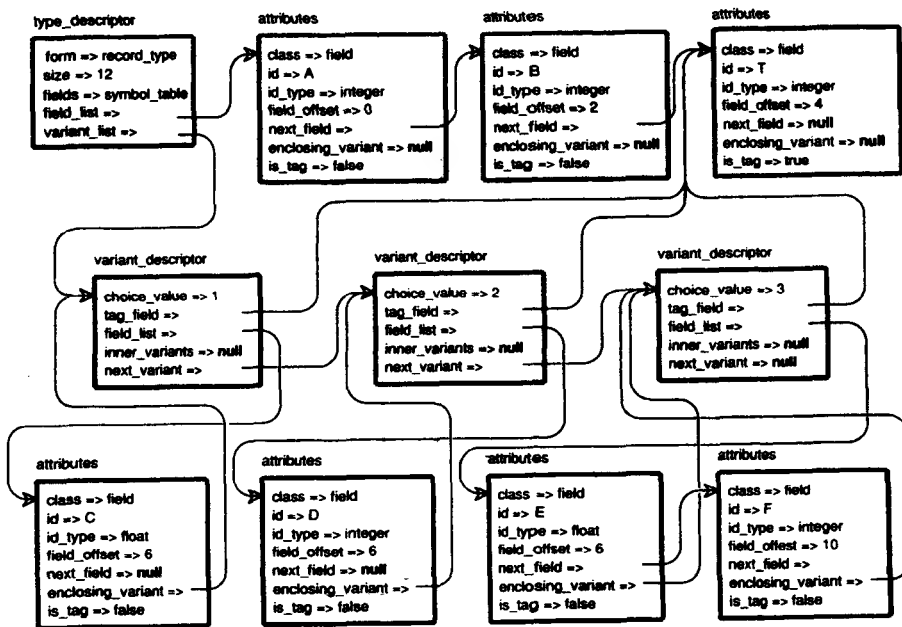 type_descriptor
form => record_type
size => 12
fields => symbol_table
field_list =>
variant_list =>
attributes
class => field
id => A
id_type => integer
field_offset => 0
next_field =>
enclosing_variant => null
is_tag => false
attributes
class => field
id => B
id_type => integer
field_offset => 2
next_field =>
enclosing_variant => null
is_tag => false
attributes
class => field
id => T
id_type => integer
field_offset => 4
next_field => null
enclosing_variant => null
is_tag => true
variant_descriptor
choice_value => 1
tag_field =>
field_list =>
inner_variants => null
next_variant =>
variant_descriptor
choice_value => 2
tag_field =>
field_list =>
inner_variants => null
next_variant =>
variant_descriptor
choice_value => 3
tag_field =>
field_list =>
inner_variants => null
next_variant => null
attributes
class => field
id => C
id_type => float
field_offset => 6
next_field => null
enclosing_variant =>
is_tag => false
attributes
class => field
id => D
id_type => integer
field_offset => 6
next_field => null
enclosing_variant =>
is_tag => false
attributes
class => field
id => E
id_type => float
field_offset => 6
next_field =>
enclosing_variant =>
is_tag => false
attributes
class => field
id => F
id_type => integer
field_offest => 10
next_field =>
enclosing_variant =>
is_tag => false